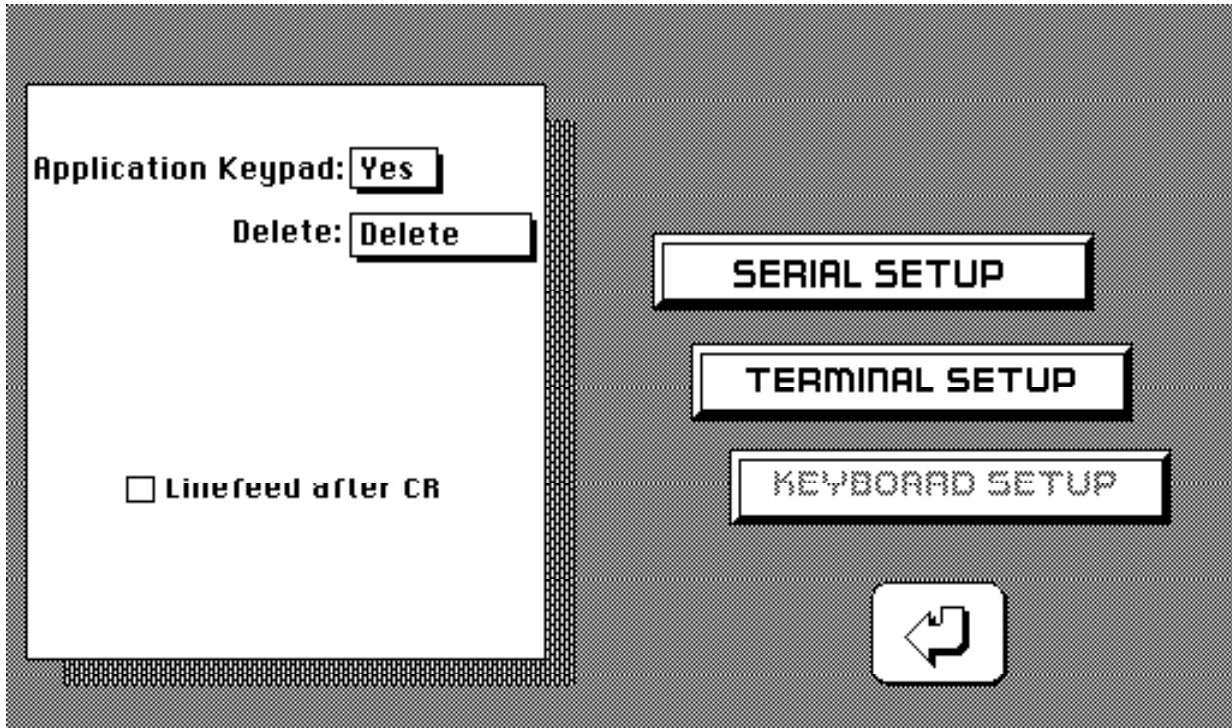 Application Keypad: Yes
Delete: Delete
Linefeed after CR
SERIAL SETUP
TERMINAL SETUP
KEYBOARD SETUP